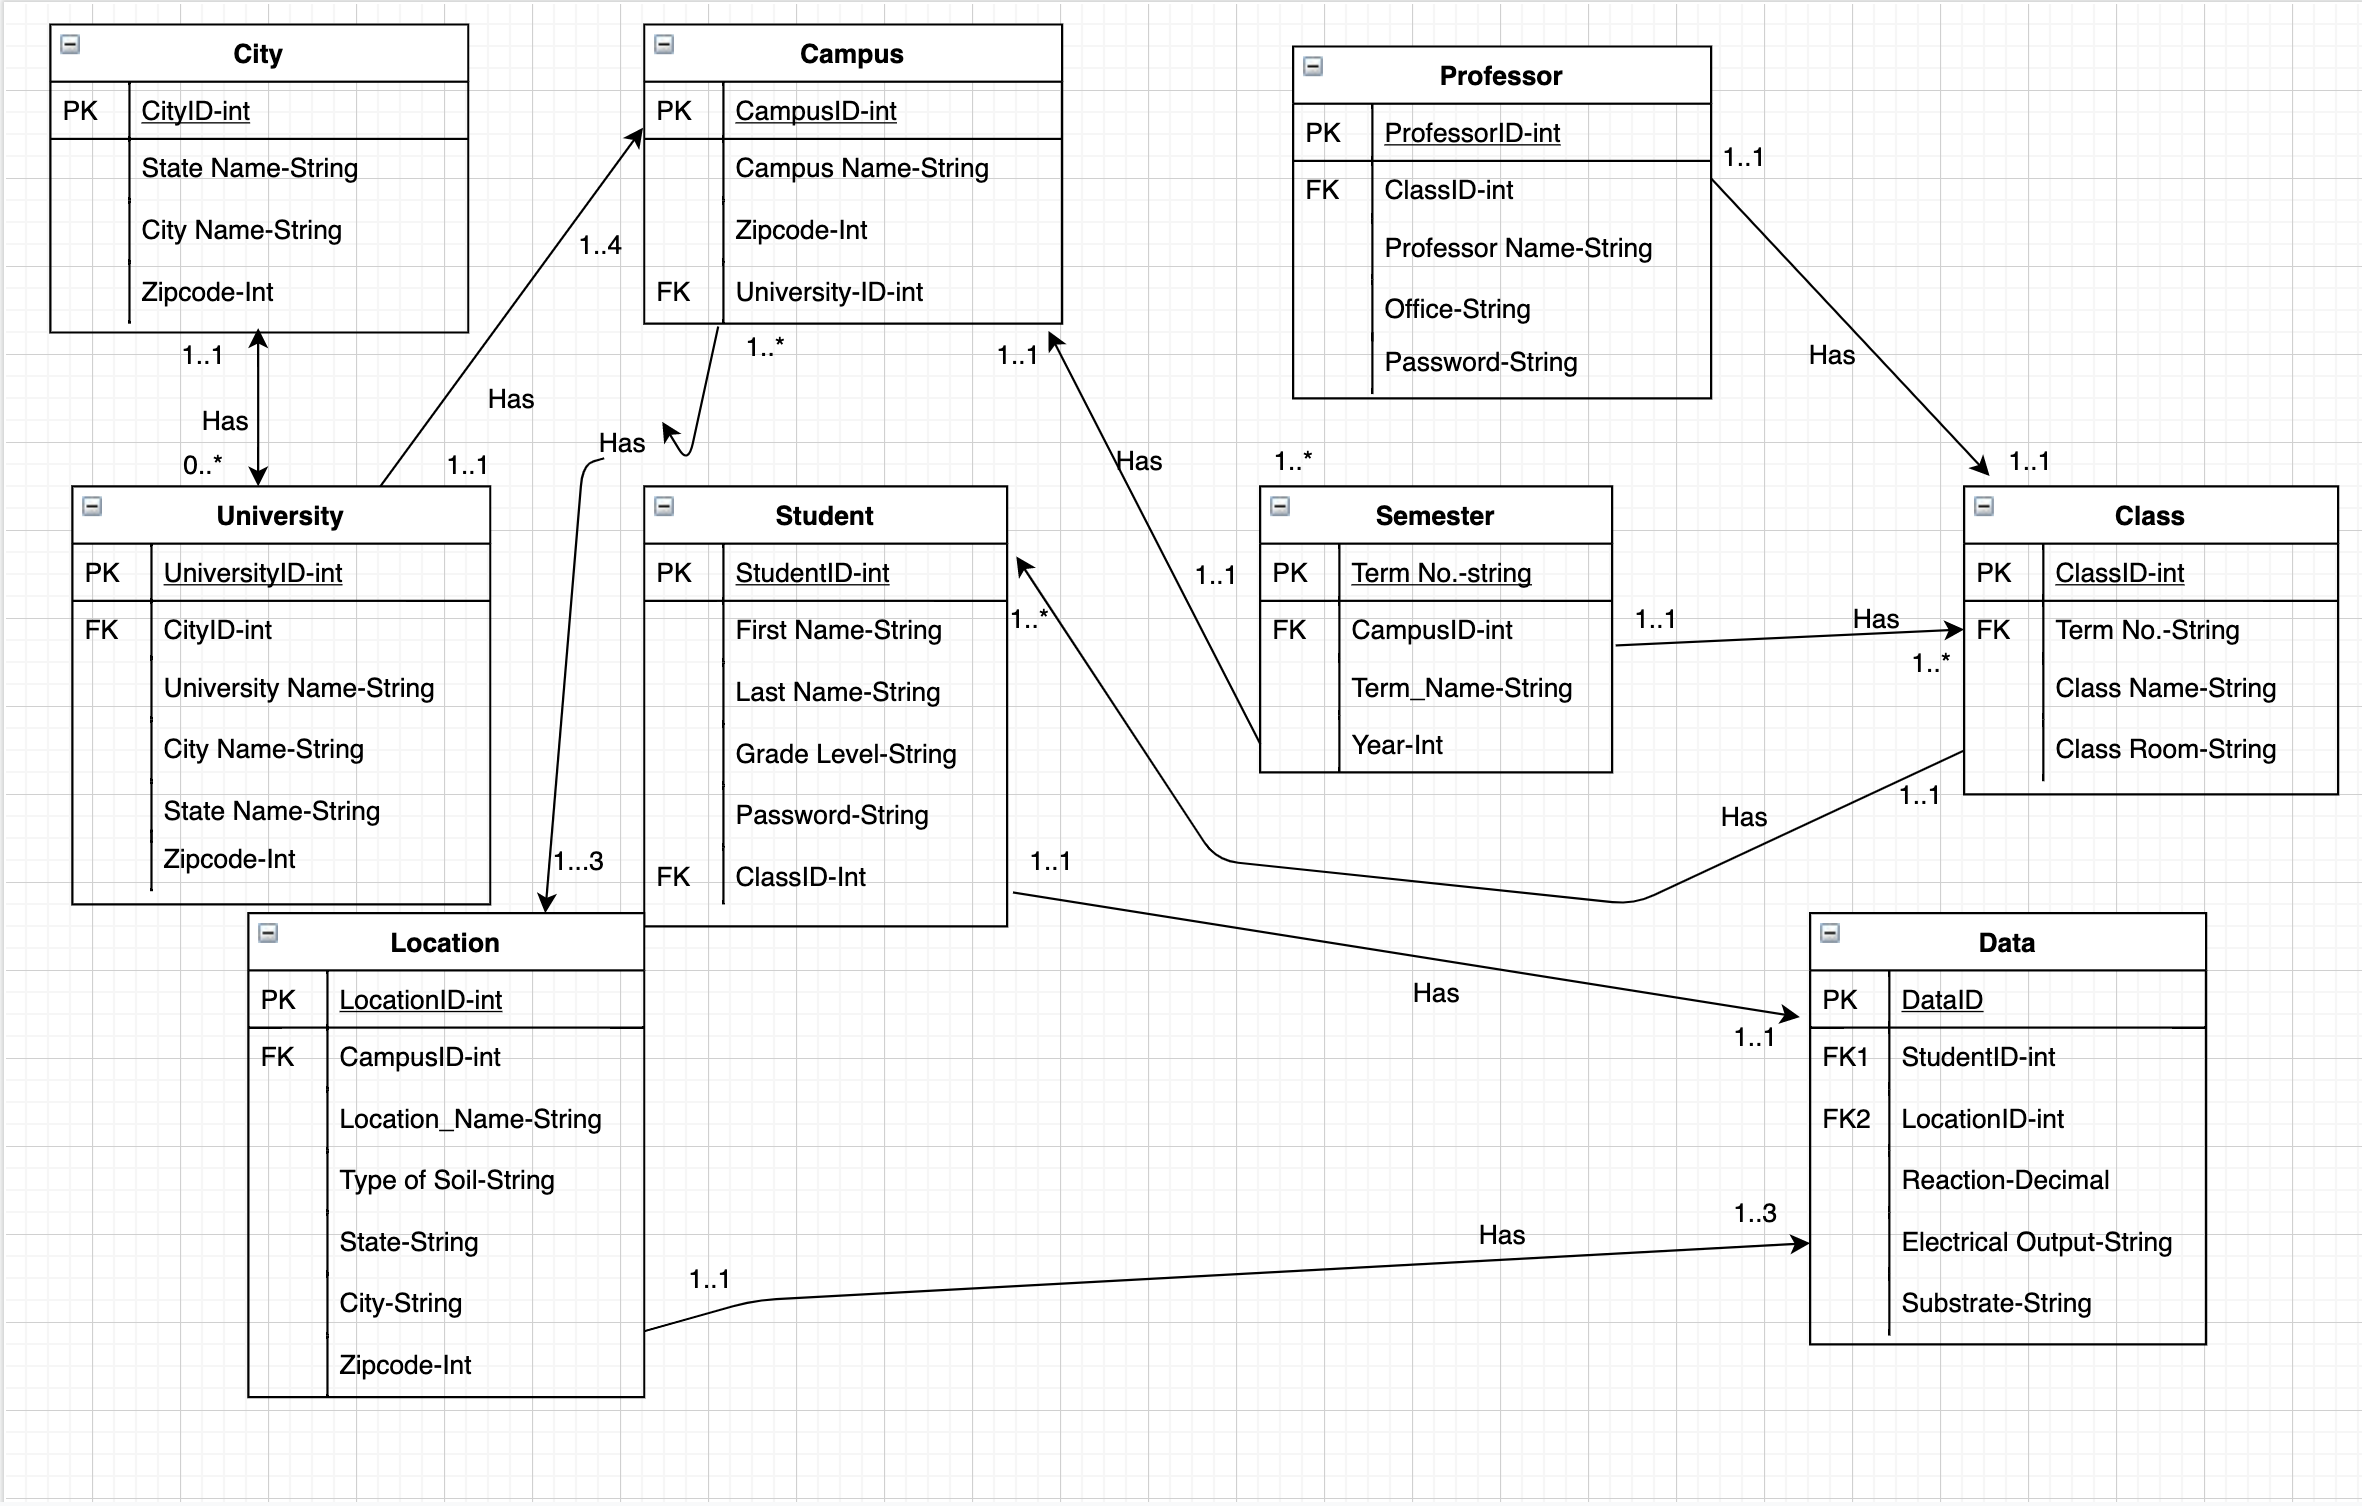 City
PK CityID-int
State Name-String
City Name-String
Zipcode-Int
Campus
PK CampusID-int
Campus Name-String
Zipcode-Int
FK University-ID-int
Professor
PK ProfessorID-int
FK ClassID-int
Professor Name-String
Office-String
Password-String
1..1
Has
1..1
1..4
Has
1..1
1..1
Has
0..*
1..*
Has
1..1
Has
1..*
1..1
University
PK UniversityID-int
FK CityID-int
University Name-String
City Name-String
State Name-String
Zipcode-Int
Student
PK StudentID-int
First Name-String
Last Name-String
Grade Level-String
Password-String
FK ClassID-Int
Semester
PK Term No.-string
FK CampusID-int
Term_Name-String
Year-Int
Class
PK ClassID-int
FK Term No.-String
Class Name-String
Class Room-String
1..1
Has
1..*
1..*
Has
1..1
1...3
1..1
Has
1..1
Location
PK LocationID-int
FK CampusID-int
Location_Name-String
Type of Soil-String
State-String
City-String
Zipcode-Int
Data
PK DataID
FK1 StudentID-int
FK2 LocationID-int
Reaction-Decimal
Electrical Output-String
Substrate-String
1..1
Has
1..3